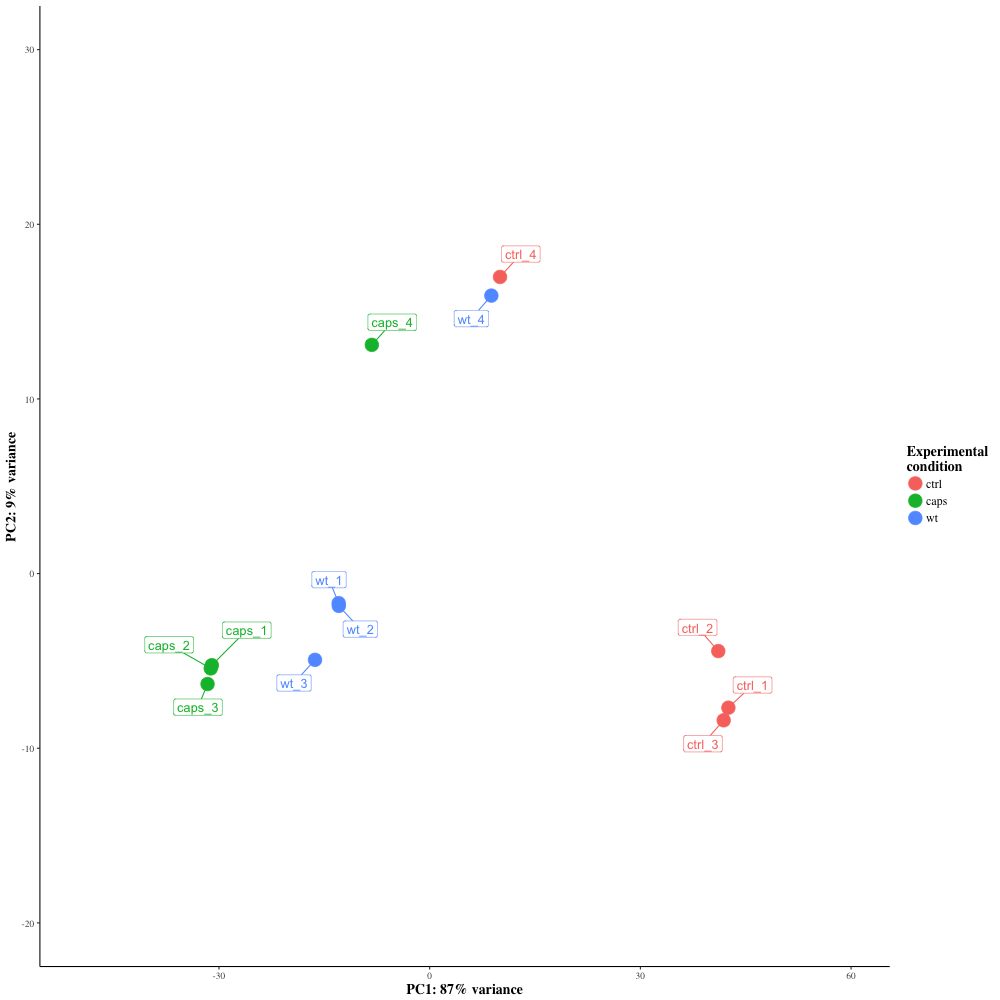 30
20
10
0
-10
-20
PC2: 9% variance
ctrl_4
wt_4
caps_4
wt_1
wt_2
wt_3
caps_1
caps_2
caps_3
ctrl_2
ctrl_1
ctrl_3
-30
0
30
60
PC1: 87% variance
Experimental
condition
ctrl
caps
wt